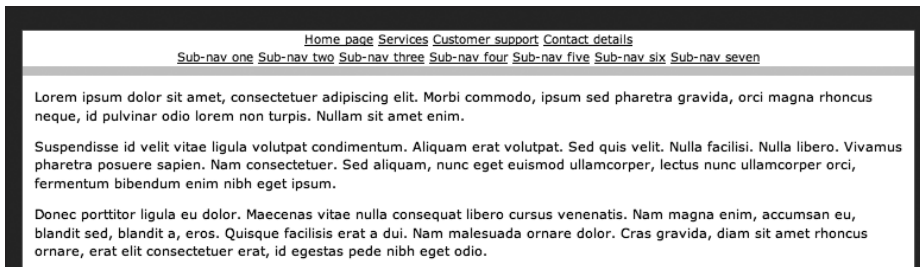 Home page Services Customer support Contact details
Sub-nav one Sub-nav two Sub-nav three Sub-nav four Sub-nav five Sub-nav six Sub-nav seven
Lorem ipsum dolor sit amet, consectetuer adipiscing elit. Morbi commodo, ipsum sed pharetra gravida, orci magna rhoncus
neque, id pulvinar odio lorem non turpis. Nullam sit amet enim.
Suspendisse id velit vitae ligula volutpat condimentum. Aliquam erat volutpat. Sed quis velit. Nulla facilisi. Nulla libero. Vivamus
pharetra posuere sapien. Nam consectetuer. Sed aliquam, nunc eget euismod ullamcorper, lectus nunc ullamcorper orci,
fermentum bibendum enim nibh eget ipsum.
Donec porttitor ligula eu dolor. Maecenas vitae nulla consequat libero cursus venenatis. Nam magna enim, accumsan eu,
blandit sed, blandit a, eros. Quisque facilisis erat a dui. Nam malesuada ornare dolor. Cras gravida, diam sit amet rhoncus
ornare, erat elit consectetuer erat, id egestas pede nibh eget odio.